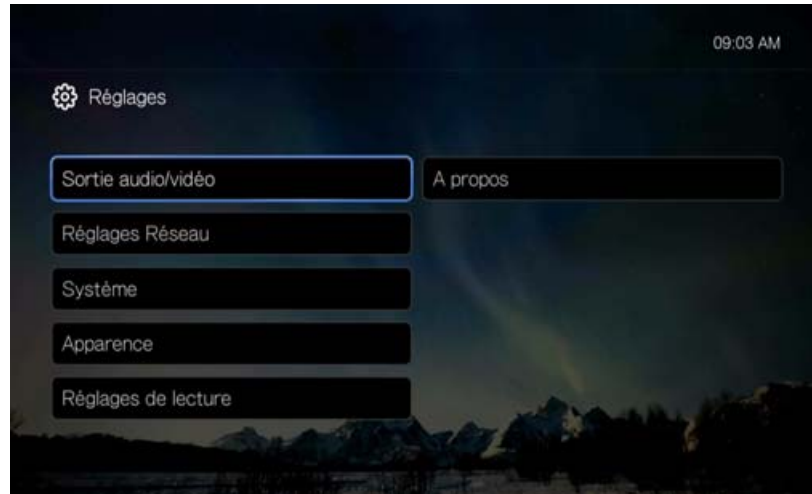 09:03 AM
Réglages
Sortie audio/vidéo
A propos
Réglages Réseau
Système
Apparence
Réglages de lecture